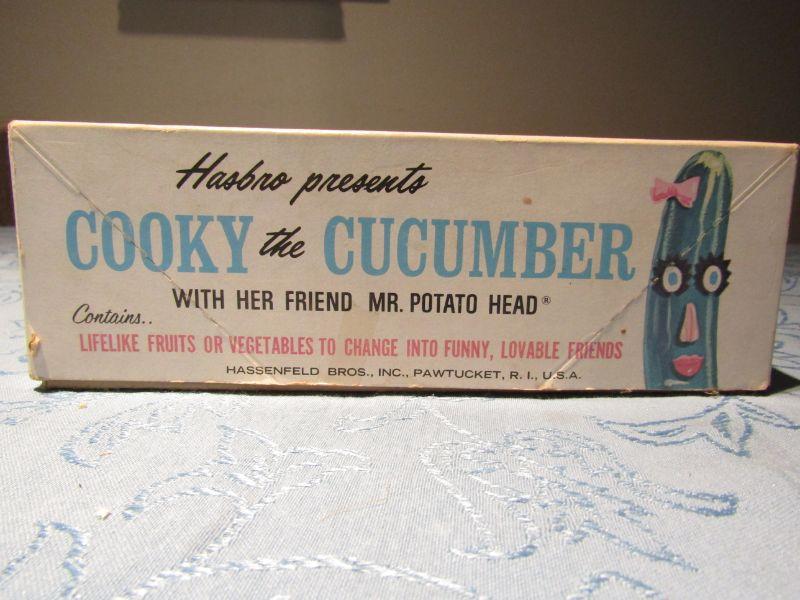 Hasbro presents
COOKY the CUCUMBER
WITH HER FRIEND MR. POTATO HEAD®
Contains..
LIFELIKE FRUITS OR VEGETABLES TO CHANGE INTO FUNNY, LOVABLE FRIENDS
HASSENFELD BROS., INC., PAWTUCKET, R. I., U.S.A.